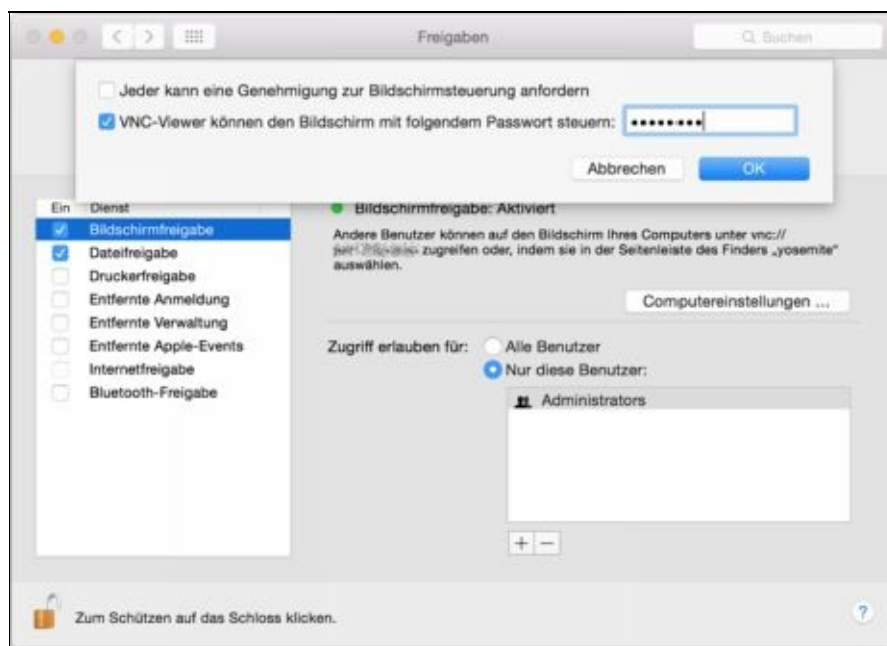 Freigaben
Suchen
Jeder kann eine Genehmigung zur Bildschirmsteuerung anfordern
VNC-Viewer können den Bildschirm mit folgendem Passwort steuern:
Abbrechen
OK
Ein Dienst
Bildschirmfreigabe
Dateifreigabe
Druckerfreigabe
Entfernte Anmeldung
Entfernte Verwaltung
Entfernte Apple-Events
Internetfreigabe
Bluetooth-Freigabe
Bildschirmfreigabe: Aktiviert
Andere Benutzer können auf den Bildschirm Ihres Computers unter vnc://
zugreifen oder, indem sie in der Seitenleiste des Finders „yosemite“
auswählen.
Computereinstellungen ...
Zugriff erlauben für: Alle Benutzer
Nur diese Benutzer:
Administrators
+ −
Zum Schützen auf das Schloss klicken.
?